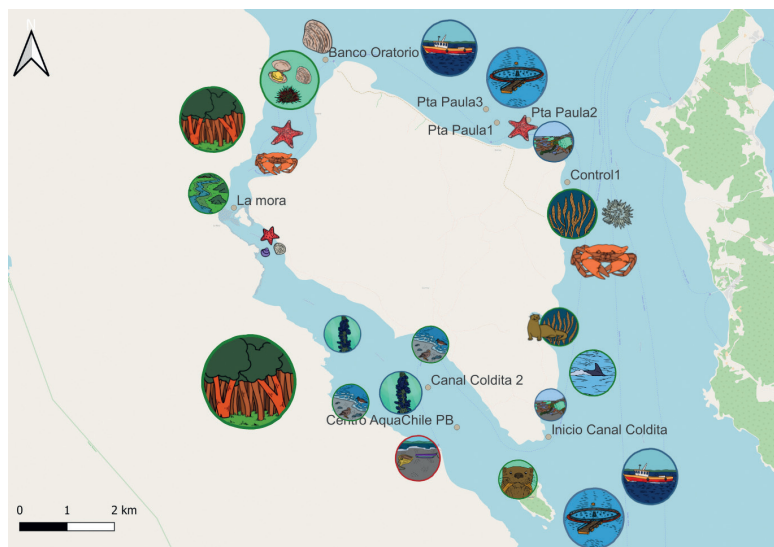 N
Banco Oratorio
Pta Paula3
Pta Paula1
Pta Paula2
Control1
La mora
Canal Coldita 2
Centro AquaChile PB
Inicio Canal Coldita
0 1 2 km